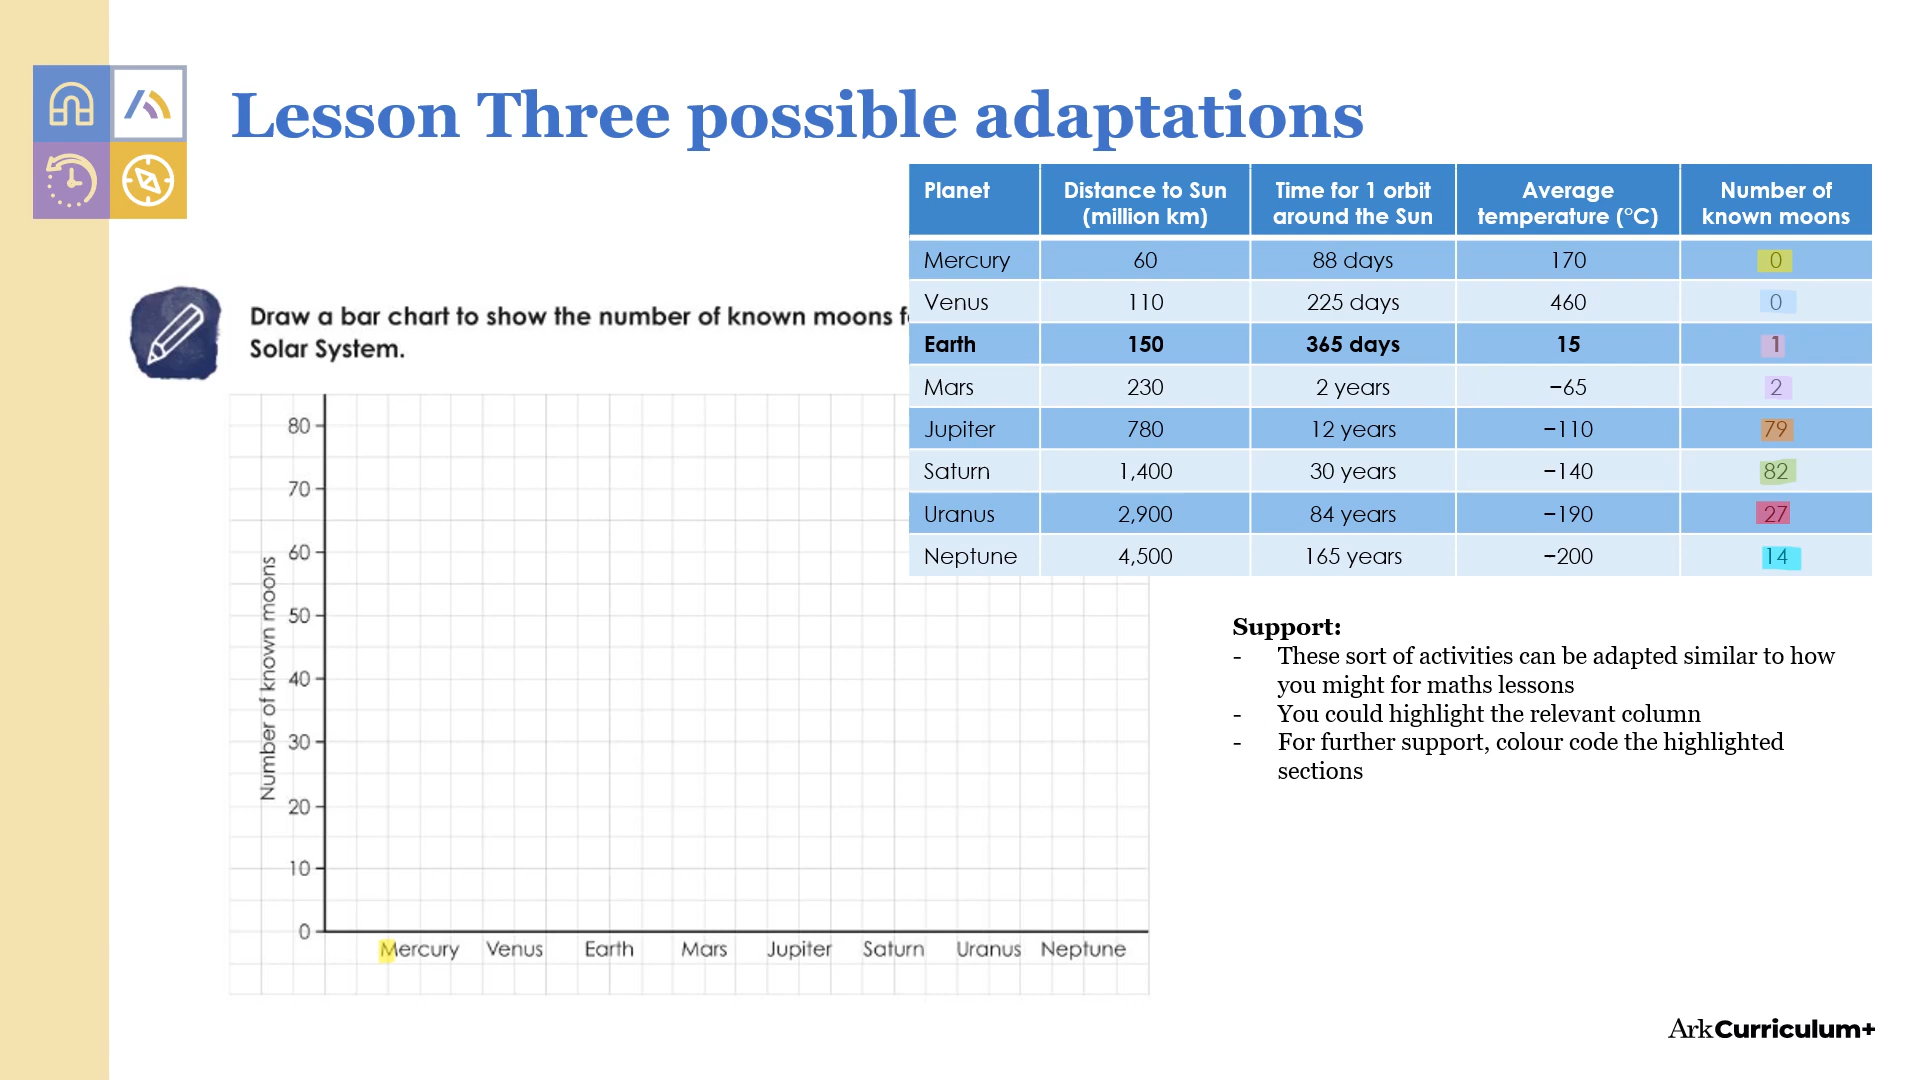 Lesson Three possible adaptations
Draw a bar chart to show the number of known moons
Solar System.
Planet Distance to Sun (million km) Time for 1 orbit around the Sun Average temperature (°C) Number of known moons
Mercury 60 88 days 170 0
Venus 110 225 days 460 0
Earth 150 365 days 15 1
Mars 230 2 years −65 2
Jupiter 780 12 years −110 79
Saturn 1,400 30 years −140 82
Uranus 2,900 84 years −190 27
Neptune 4,500 165 years −200 14
Number of known moons
80
70
60
50
40
30
20
10
0
Mercury Venus Earth Mars Jupiter Saturn Uranus Neptune
Support:
- These sort of activities can be adapted similar to how
you might for maths lessons
- You could highlight the relevant column
- For further support, colour code the highlighted
sections
ArkCurriculum+